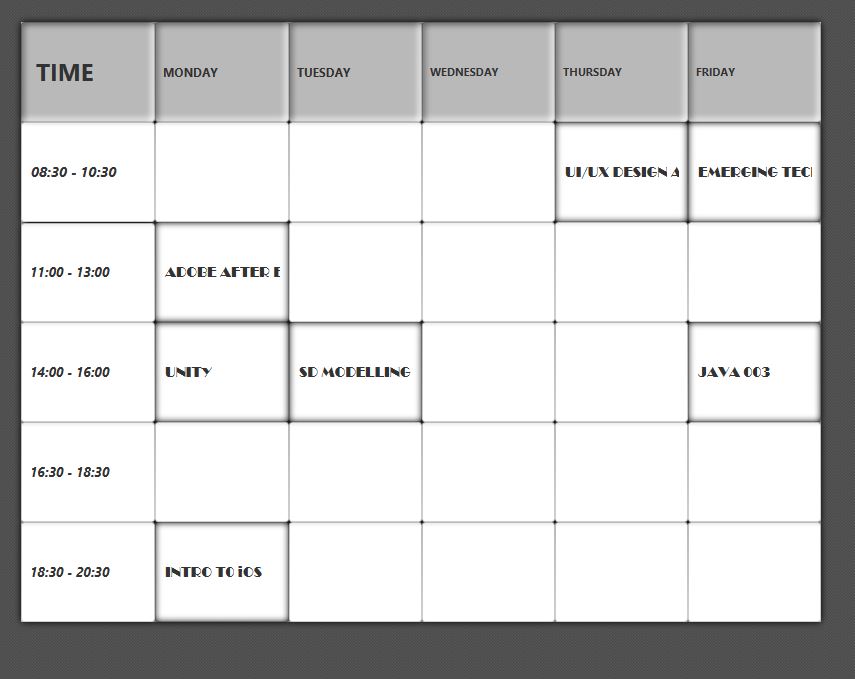 TIME MONDAY TUESDAY WEDNESDAY THURSDAY FRIDAY
08:30 - 10:30 UI/UX DESIGN A EMERGING TEC
11:00 - 13:00 ADOBE AFTER E
14:00 - 16:00 UNITY SD MODELLING JAVA 003
16:30 - 18:30
18:30 - 20:30 INTRO TO iOS